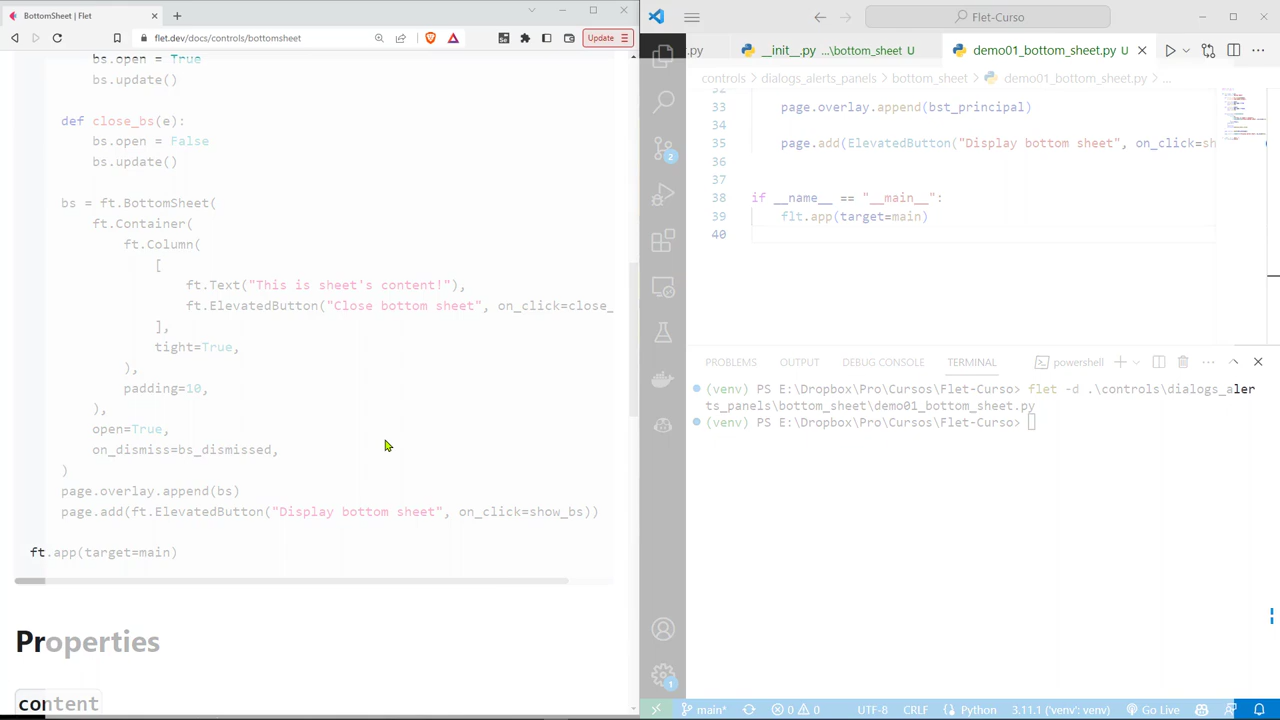 BottomSheet | Flet
flet.dev/docs/controls/bottomsheet
Update
bs.open = True
bs.update()
def close_bs(e):
bs.open = False
bs.update()
bs = ft.BottomSheet(
ft.Container(
ft.Column(
[
ft.Text("This is sheet's content!"),
ft.ElevatedButton("Close bottom sheet", on_click=close_
],
tight=True,
),
padding=10,
),
open=True,
on_dismiss=bs_dismissed,
)
page.overlay.append(bs)
page.add(ft.ElevatedButton("Display bottom sheet", on_click=show_bs))
ft.app(target=main)
Properties
content
Flet-Curso
.py
__init__.py ...\bottom_sheet U
demo01_bottom_sheet.py U
controls > dialogs_alerts_panels > bottom_sheet > demo01_bottom_sheet.py > ...
32
33 page.overlay.append(bst_principal)
34
35 page.add(ElevatedButton("Display bottom sheet", on_click=sh
36
37
38 if __name__ == "__main__":
39 flt.app(target=main)
40
PROBLEMS OUTPUT DEBUG CONSOLE TERMINAL powershell
(venv) PS E:\Dropbox\Pro\Cursos\Flet-Curso> flet -d .\controls\dialogs_aler
ts_panels\bottom_sheet\demo01_bottom_sheet.py
(venv) PS E:\Dropbox\Pro\Cursos\Flet-Curso>
2
1
main* 0 0 UTF-8 CRLF Python 3.11.1 ('venv': venv) Go Live